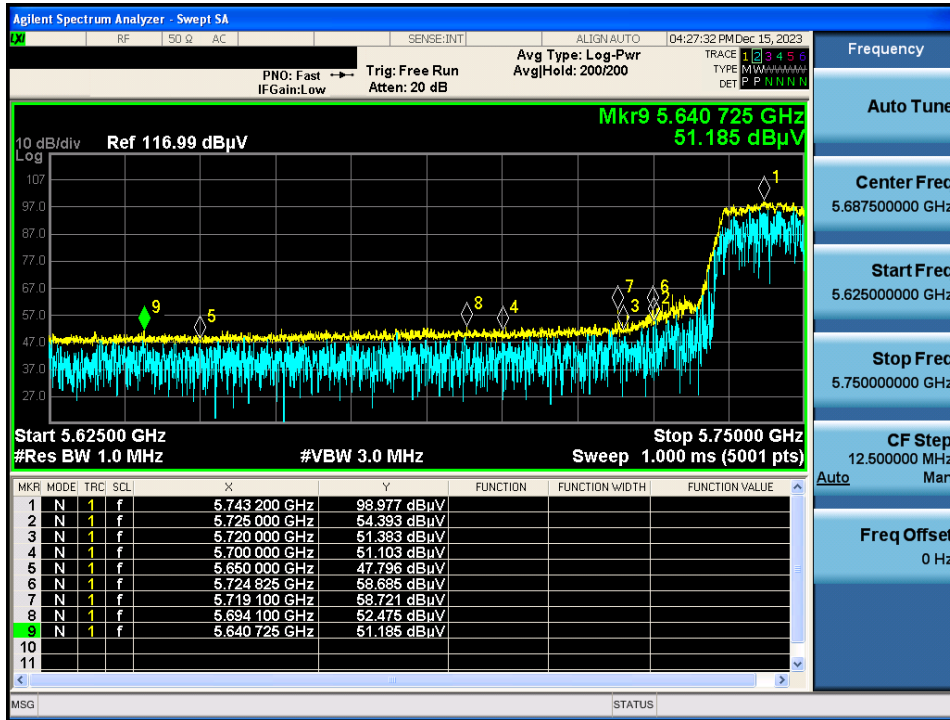 Agilent Spectrum Analyzer - Swept SA
LXI RF 50 Ω AC SENSE:INT ALIGN AUTO 04:27:32 PM Dec 15, 2023
PNO: Fast
IFGain:Low
Trig: Free Run
Atten: 20 dB
Avg Type: Log-Pwr
Avg|Hold: 200/200
TRACE 1 2 3 4 5 6
TYPE M W W W W W
DET P P N N N N
Mkr9 5.640 725 GHz
51.185 dBµV
10 dB/div Ref 116.99 dBµV
Log
107
97.0
87.0
77.0
67.0
57.0
47.0
37.0
27.0
1
9
5
8
4
7
3
6
2
Start 5.62500 GHz Stop 5.75000 GHz
#Res BW 1.0 MHz #VBW 3.0 MHz Sweep 1.000 ms (5001 pts)
MKR MODE TRC SCL X Y FUNCTION FUNCTION WIDTH FUNCTION VALUE
1 N 1 f 5.743 200 GHz 98.977 dBµV
2 N 1 f 5.725 000 GHz 54.393 dBµV
3 N 1 f 5.720 000 GHz 51.383 dBµV
4 N 1 f 5.700 000 GHz 51.103 dBµV
5 N 1 f 5.650 000 GHz 47.796 dBµV
6 N 1 f 5.724 825 GHz 58.685 dBµV
7 N 1 f 5.719 100 GHz 58.721 dBµV
8 N 1 f 5.694 100 GHz 52.475 dBµV
9 N 1 f 5.640 725 GHz 51.185 dBµV
10
11
MSG STATUS
Frequency
Auto Tune
Center Freq
5.687500000 GHz
Start Freq
5.625000000 GHz
Stop Freq
5.750000000 GHz
CF Step
12.500000 MHz
Auto Man
Freq Offset
0 Hz